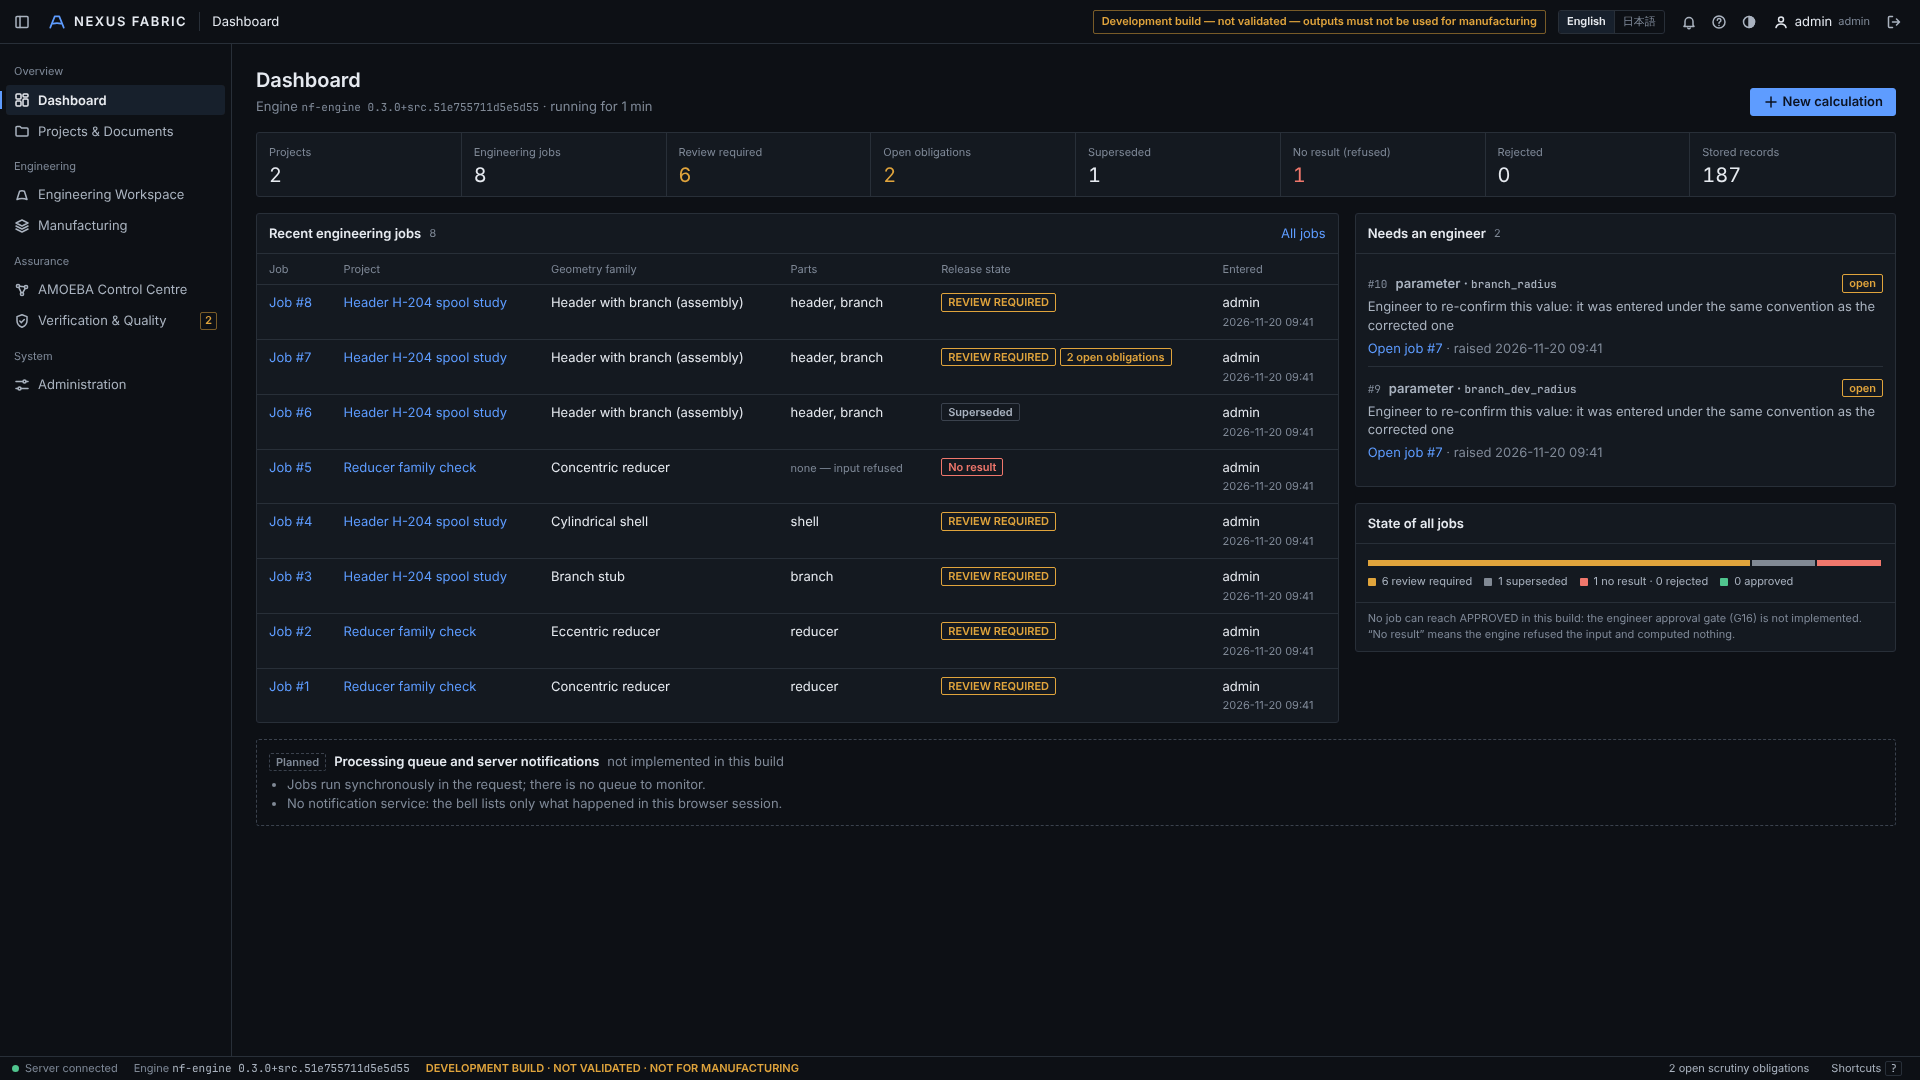 NEXUS FABRIC
Dashboard
Development build — not validated — outputs must not be used for manufacturing
English
日本語
admin admin
Overview
Dashboard
Projects & Documents
Engineering
Engineering Workspace
Manufacturing
Assurance
AMOEBA Control Centre
Verification & Quality 2
System
Administration
Dashboard
Engine nf-engine 0.3.0+src.51e755711d5e5d55 · running for 1 min
New calculation
Projects
2
Engineering jobs
8
Review required
6
Open obligations
2
Superseded
1
No result (refused)
1
Rejected
0
Stored records
187
Recent engineering jobs 8
All jobs
Job Project Geometry family Parts Release state Entered
Job #8 Header H-204 spool study Header with branch (assembly) header, branch REVIEW REQUIRED admin
2026-11-20 09:41
Job #7 Header H-204 spool study Header with branch (assembly) header, branch REVIEW REQUIRED 2 open obligations admin
2026-11-20 09:41
Job #6 Header H-204 spool study Header with branch (assembly) header, branch Superseded admin
2026-11-20 09:41
Job #5 Reducer family check Concentric reducer none — input refused No result admin
2026-11-20 09:41
Job #4 Header H-204 spool study Cylindrical shell shell REVIEW REQUIRED admin
2026-11-20 09:41
Job #3 Header H-204 spool study Branch stub branch REVIEW REQUIRED admin
2026-11-20 09:41
Job #2 Reducer family check Eccentric reducer reducer REVIEW REQUIRED admin
2026-11-20 09:41
Job #1 Reducer family check Concentric reducer reducer REVIEW REQUIRED admin
2026-11-20 09:41
Needs an engineer 2
#10 parameter · branch_radius open
Engineer to re-confirm this value: it was entered under the same convention as the
corrected one
Open job #7 · raised 2026-11-20 09:41
#9 parameter · branch_dev_radius open
Engineer to re-confirm this value: it was entered under the same convention as the
corrected one
Open job #7 · raised 2026-11-20 09:41
State of all jobs
6 review required 1 superseded 1 no result · 0 rejected 0 approved
No job can reach APPROVED in this build: the engineer approval gate (G16) is not implemented.
“No result” means the engine refused the input and computed nothing.
Planned Processing queue and server notifications not implemented in this build
• Jobs run synchronously in the request; there is no queue to monitor.
• No notification service: the bell lists only what happened in this browser session.
Server connected Engine nf-engine 0.3.0+src.51e755711d5e5d55 DEVELOPMENT BUILD · NOT VALIDATED · NOT FOR MANUFACTURING
2 open scrutiny obligations Shortcuts ?